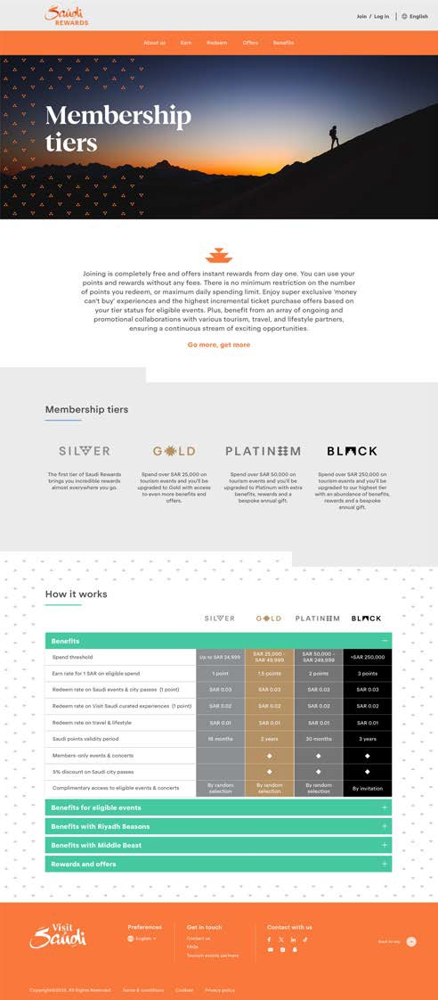 Saudi
REWARDS
Join / Log in | English
About us Earn Redeem Offers Benefits
Membership
tiers
Joining is completely free and offers instant rewards from day one. You can use your
points and rewards without any fees. There is no minimum restriction on the number
of points you redeem, or maximum daily spending limit. Enjoy super exclusive 'money
can't buy' experiences and the highest incremental ticket purchase offers based on
your tier status for eligible events. Plus, benefit from an array of ongoing and
promotional collaborations with various tourism, travel, and lifestyle partners,
ensuring a continuous stream of exciting opportunities.
Go more, get more
Membership tiers
SILVER GOLD PLATINUM BLACK
The first tier of Saudi Rewards
brings you incredible rewards
almost everywhere you go.
Spend over SAR 25,000 on
tourism events and you'll be
upgraded to Gold with access
to even more benefits and
offers.
Spend over SAR 50,000 on
tourism events and you'll be
upgraded to Platinum with extra
benefits, rewards and a
bespoke annual gift.
Spend over SAR 250,000 on
tourism events and you'll be
upgraded to our highest tier
with an abundance of benefits,
rewards and a bespoke
annual gift.
How it works
SILVER GOLD PLATINUM BLACK
Benefits
Spend threshold Up to SAR 24,999 SAR 25,000 - SAR 49,999 SAR 50,000 - SAR 249,999 +SAR 250,000
Earn rate for 1 SAR on eligible spend 1 point 1.5 points 2 points 3 points
Redeem rate on Saudi events & city passes (1 point) SAR 0.03 SAR 0.03 SAR 0.03 SAR 0.03
Redeem rate on Visit Saudi curated experiences (1 point) SAR 0.02 SAR 0.02 SAR 0.02 SAR 0.02
Redeem rate on travel & lifestyle SAR 0.01 SAR 0.01 SAR 0.01 SAR 0.01
Saudi points validity period 18 months 2 years 30 months 3 years
Members-only events & concerts
5% discount on Saudi city passes
Complimentary access to eligible events & concerts By random selection By random selection By random selection By invitation
Benefits for eligible events
Benefits with Riyadh Seasons
Benefits with Middle Beast
Rewards and offers
Visit
Saudi
Preferences Get in touch Contact with us
English
Contact us
FAQs
Tourism events partners
Back to top
Copyright©2023, All Rights Reserved Terms & conditions Cookies Privacy policy